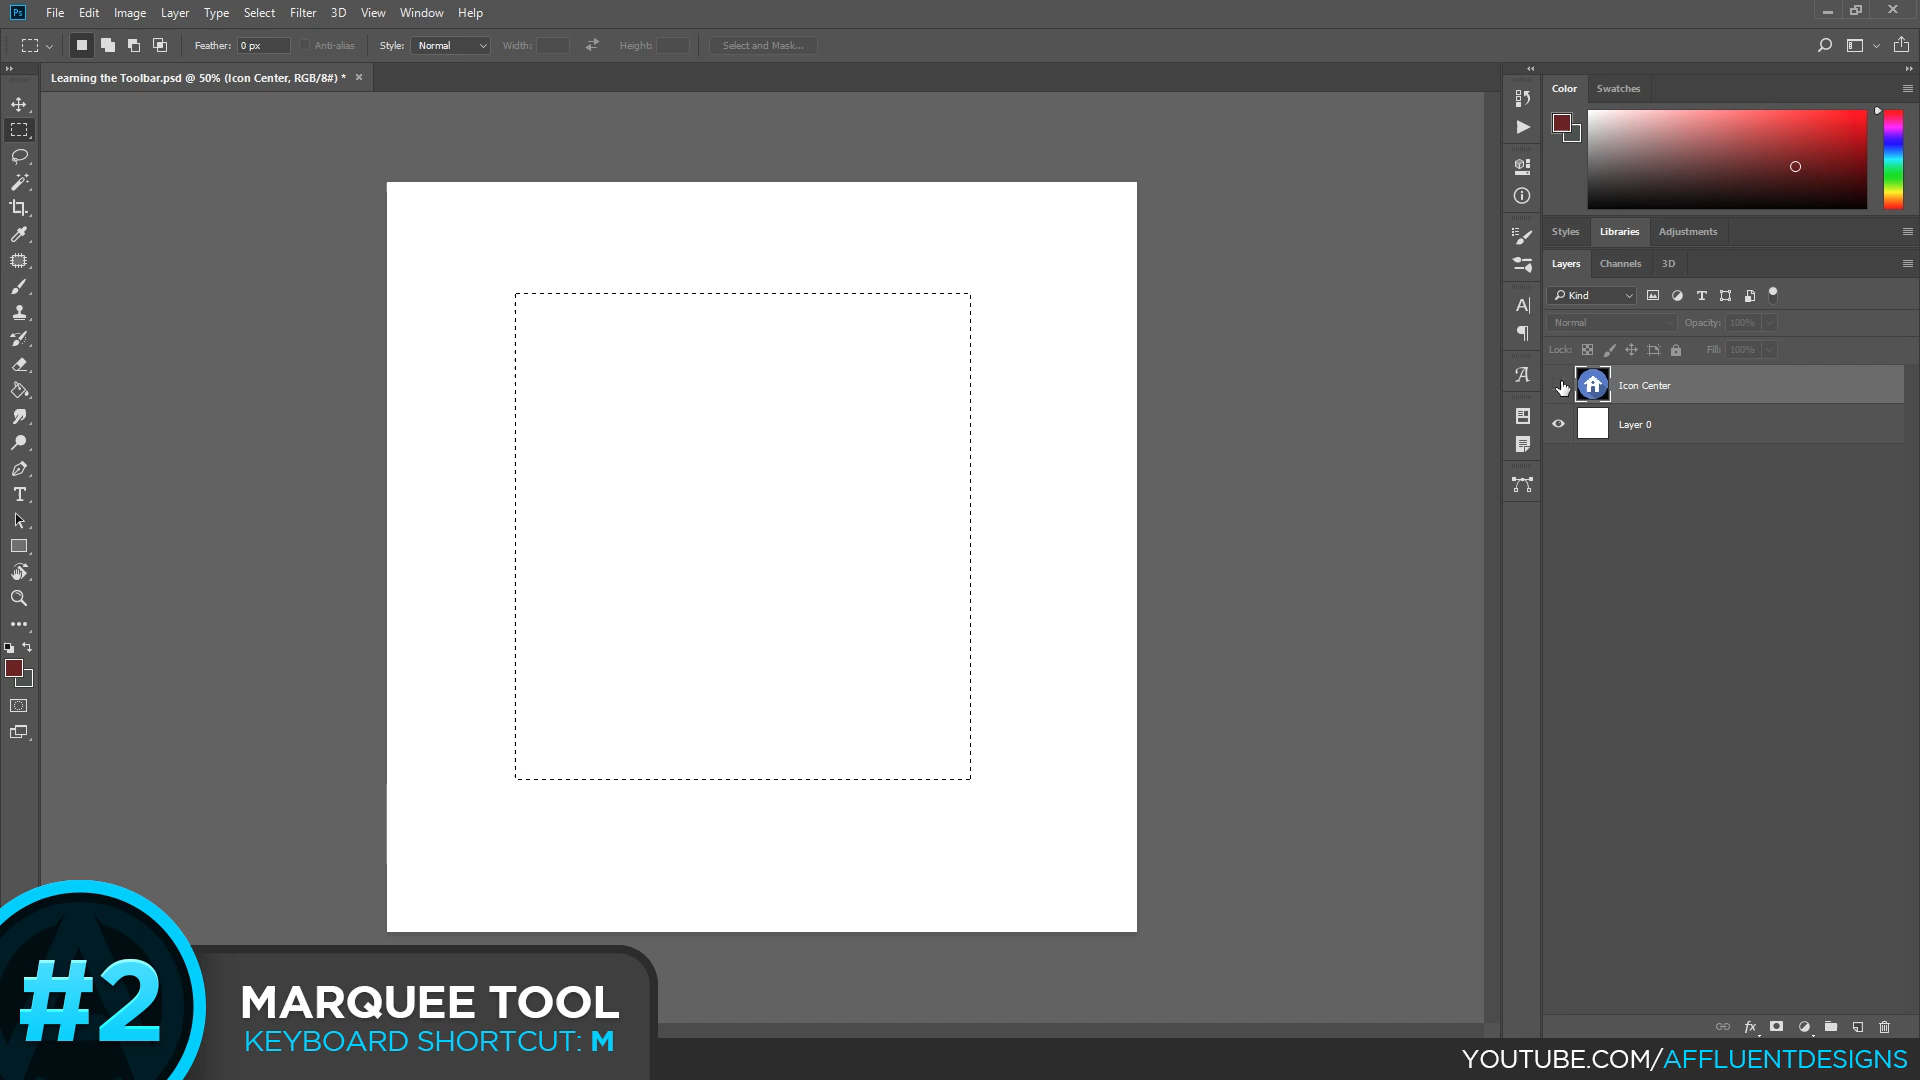 Ps File Edit Image Layer Type Select Filter 3D View Window Help
Feather: 0 px Anti-alias Style: Normal Width: Height: Select and Mask...
Learning the Toolbar.psd @ 50% (Icon Center, RGB/8#) * ×
Color Swatches
Styles Libraries Adjustments
Layers Channels 3D
Kind
Normal Opacity: 100%
Lock: Fill: 100%
Icon Center
Layer 0
#2
MARQUEE TOOL
KEYBOARD SHORTCUT: M
fx
YOUTUBE.COM/AFFLUENTDESIGNS